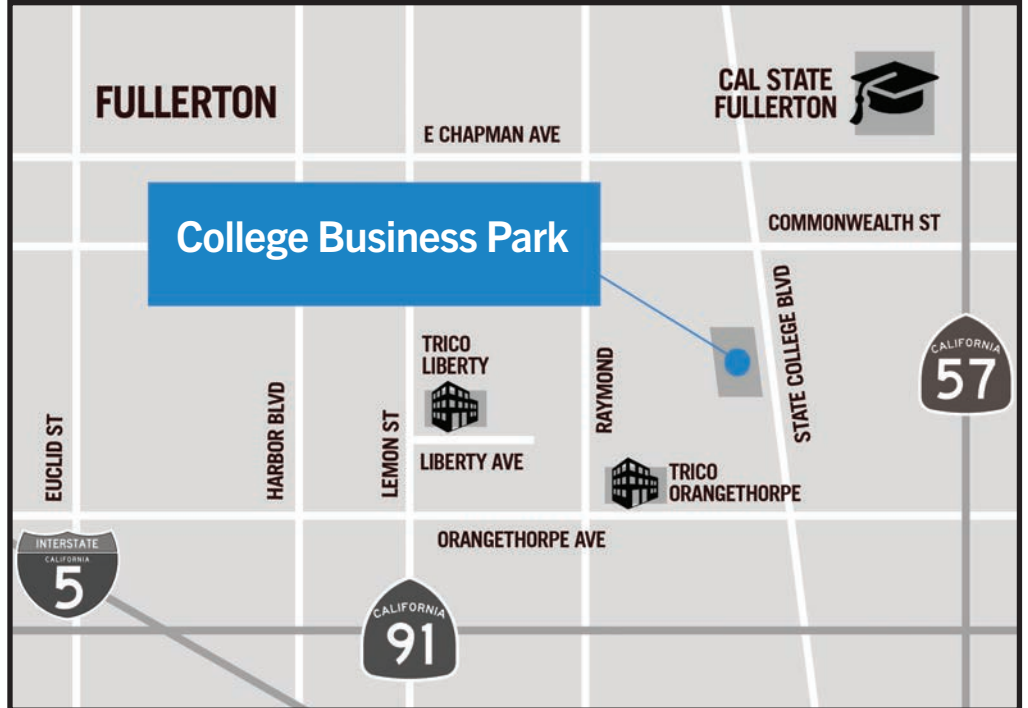 FULLERTON
CAL STATE
FULLERTON
E CHAPMAN AVE
COMMONWEALTH ST
College Business Park
STATE COLLEGE BLVD
TRICO
LIBERTY
RAYMOND
CALIFORNIA
57
EUCLID ST
HARBOR BLVD
LEMON ST
LIBERTY AVE
TRICO
ORANGETHORPE
ORANGETHORPE AVE
INTERSTATE
CALIFORNIA
5
CALIFORNIA
91